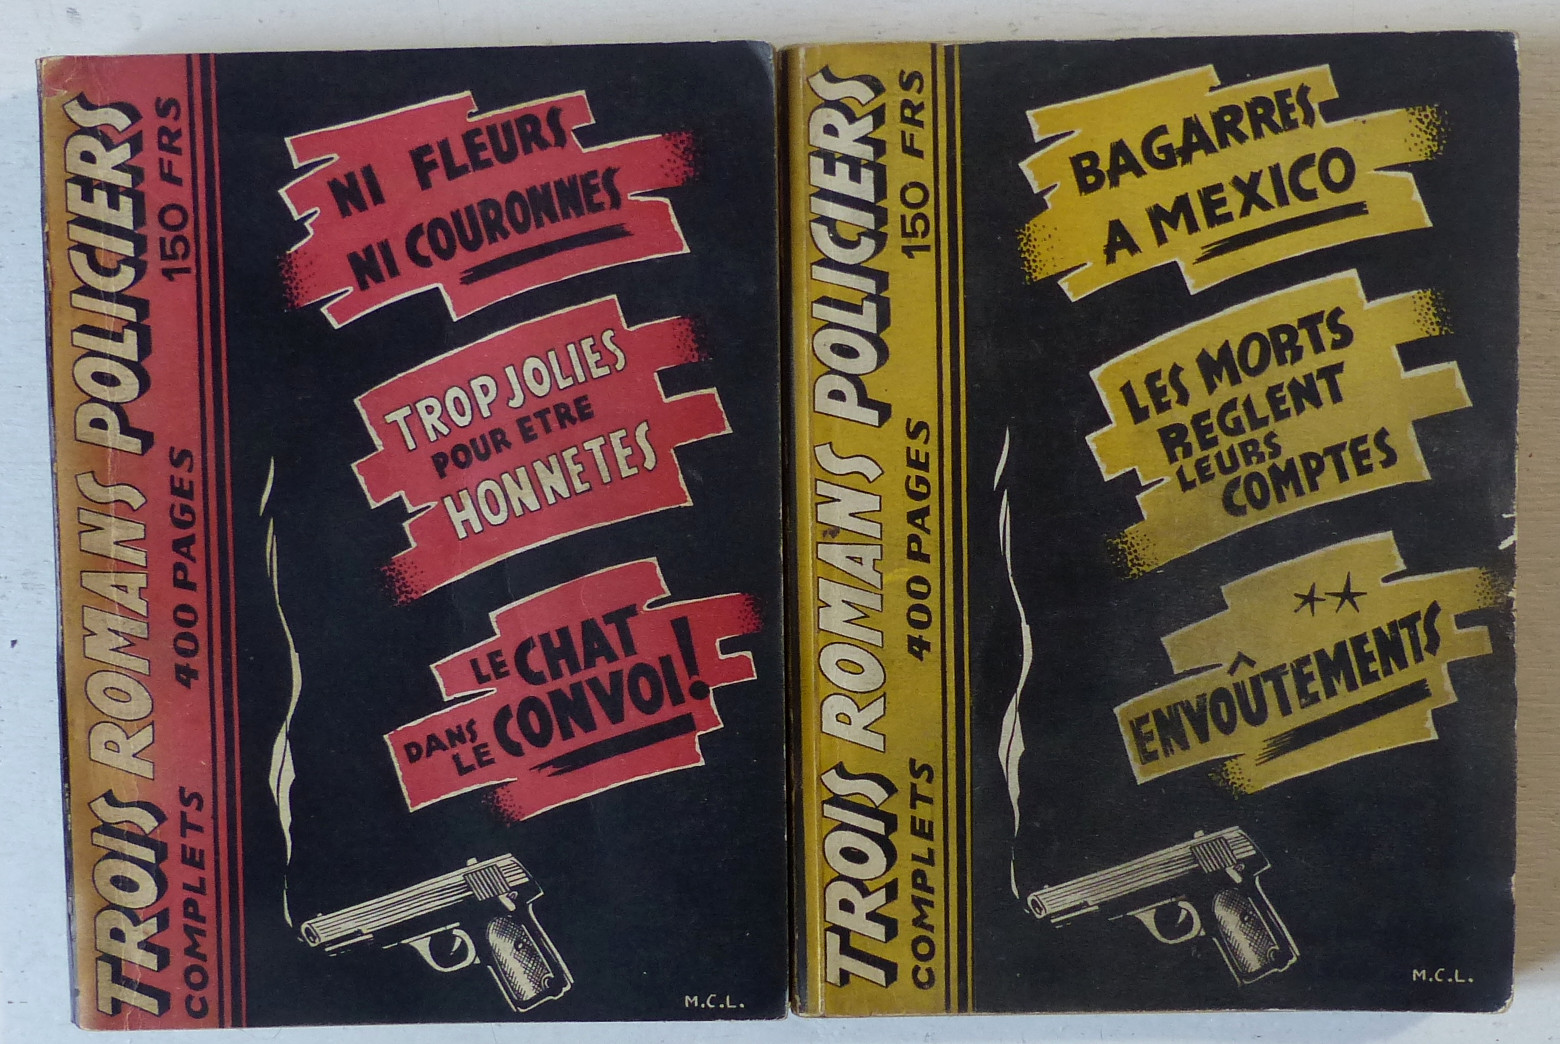 TROIS ROMANS POLICIERS
COMPLETS 400 PAGES 150 FRS
NI FLEURS
NI COURONNES
TROP JOLIES
POUR ETRE
HONNETES
LE CHAT
DANS
LE CONVOI!
M.C.L.
TROIS ROMANS POLICIERS
COMPLETS 400 PAGES 150 FRS
BAGARRES
A MEXICO
LES MORTS
REGLENT
LEURS
COMPTES
ENVOÛTEMENTS
M.C.L.